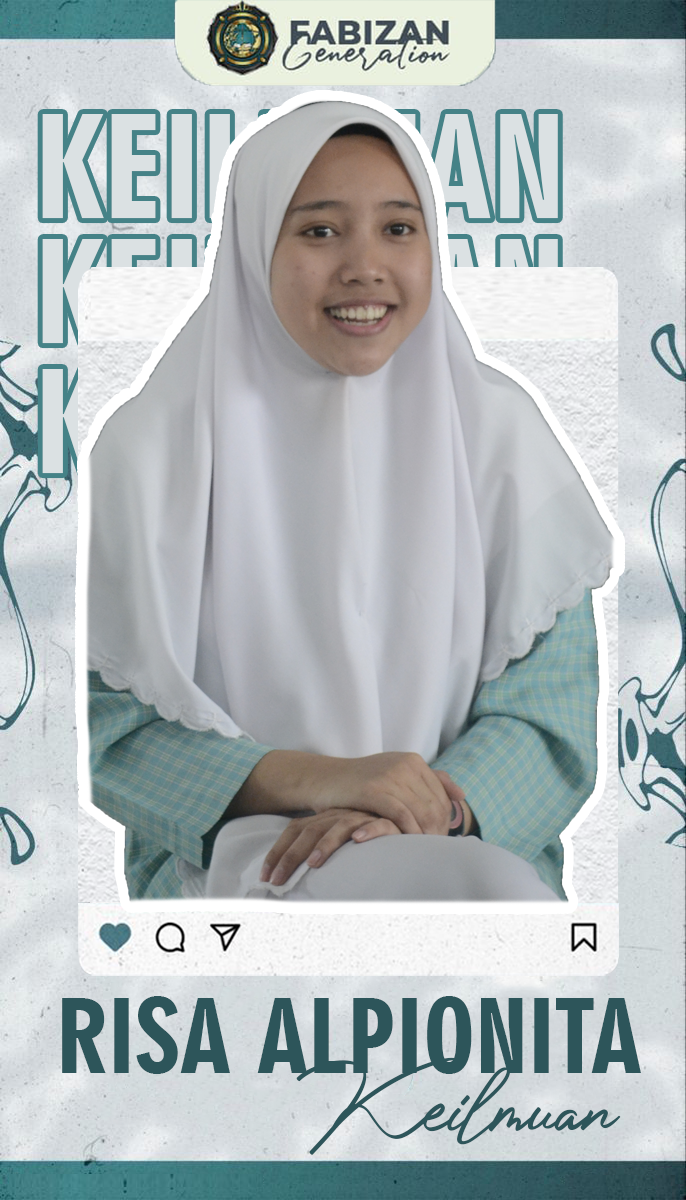 FABIZAN
Generation
KEILMUAN
RISA ALPIONITA
Keilmuan